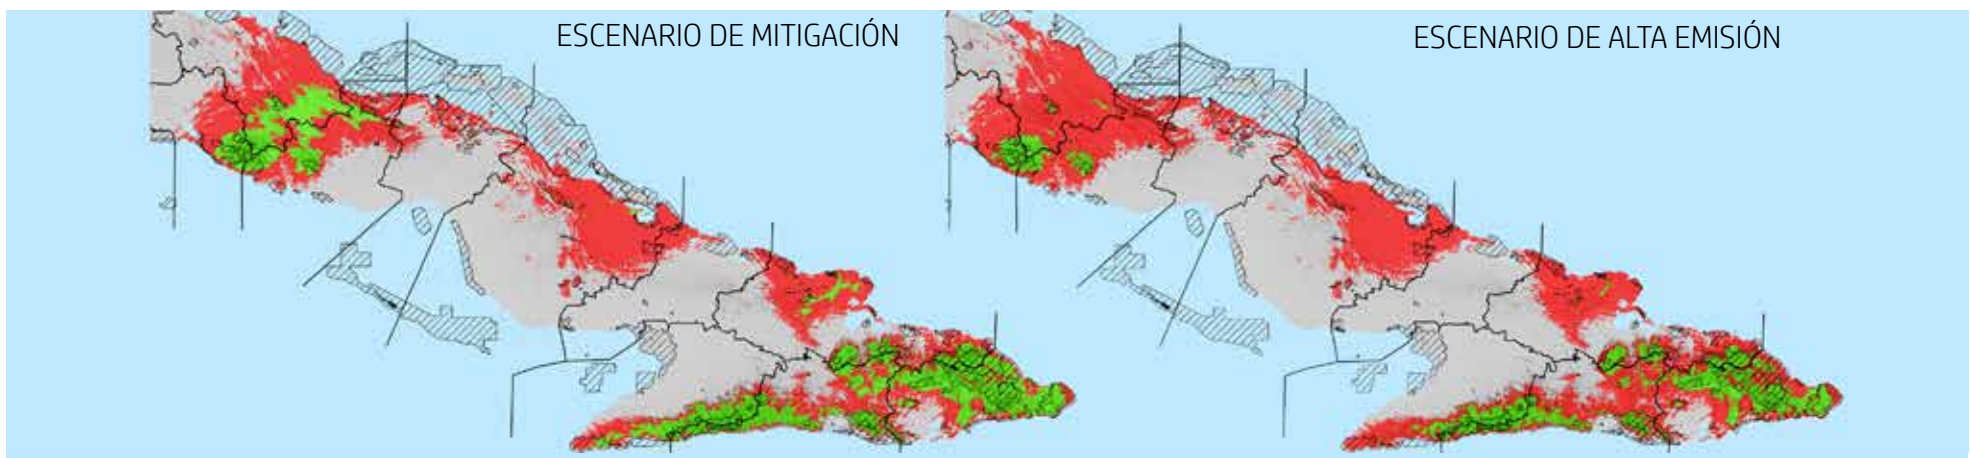 ESCENARIO DE MITIGACIÓN
ESCENARIO DE ALTA EMISIÓN